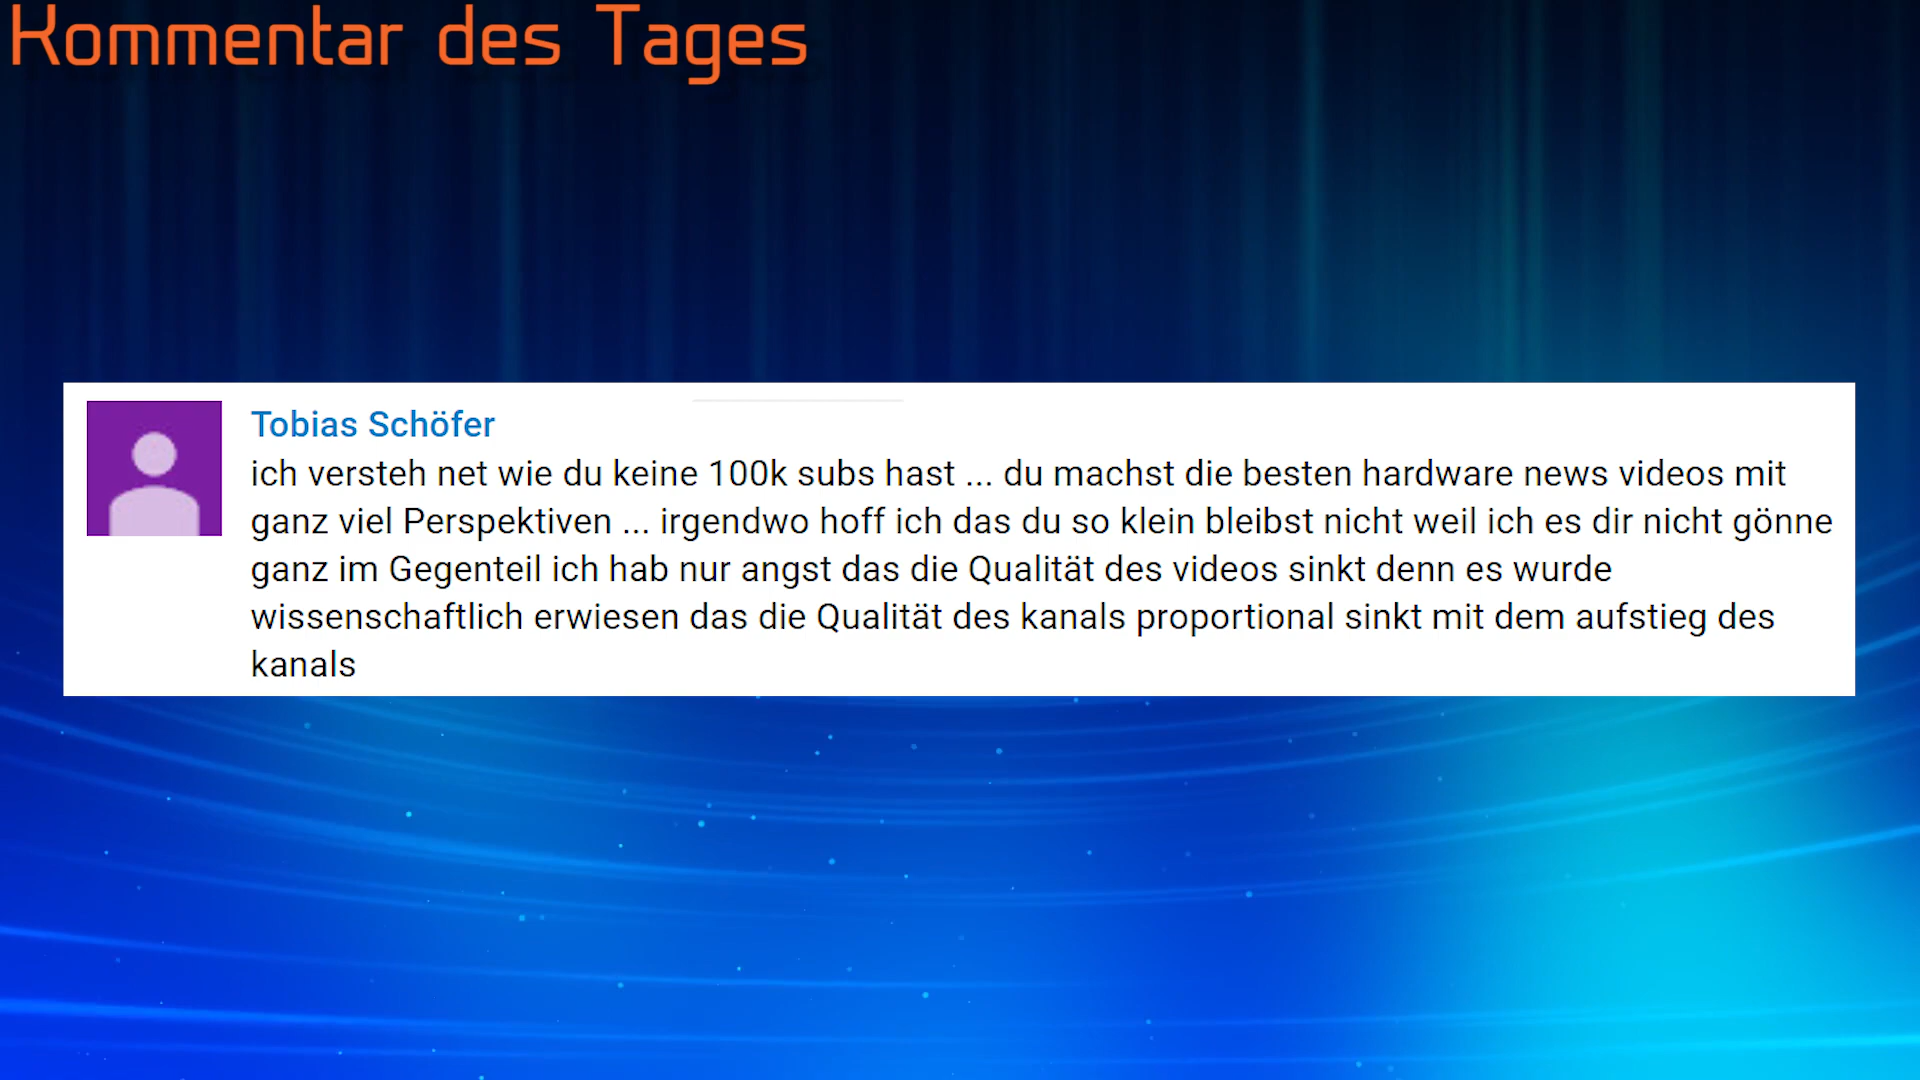 Kommentar des Tages
Tobias Schöfer
ich versteh net wie du keine 100k subs hast ... du machst die besten hardware news videos mit
ganz viel Perspektiven ... irgendwo hoff ich das du so klein bleibst nicht weil ich es dir nicht gönne
ganz im Gegenteil ich hab nur angst das die Qualität des videos sinkt denn es wurde
wissenschaftlich erwiesen das die Qualität des kanals proportional sinkt mit dem aufstieg des
kanals